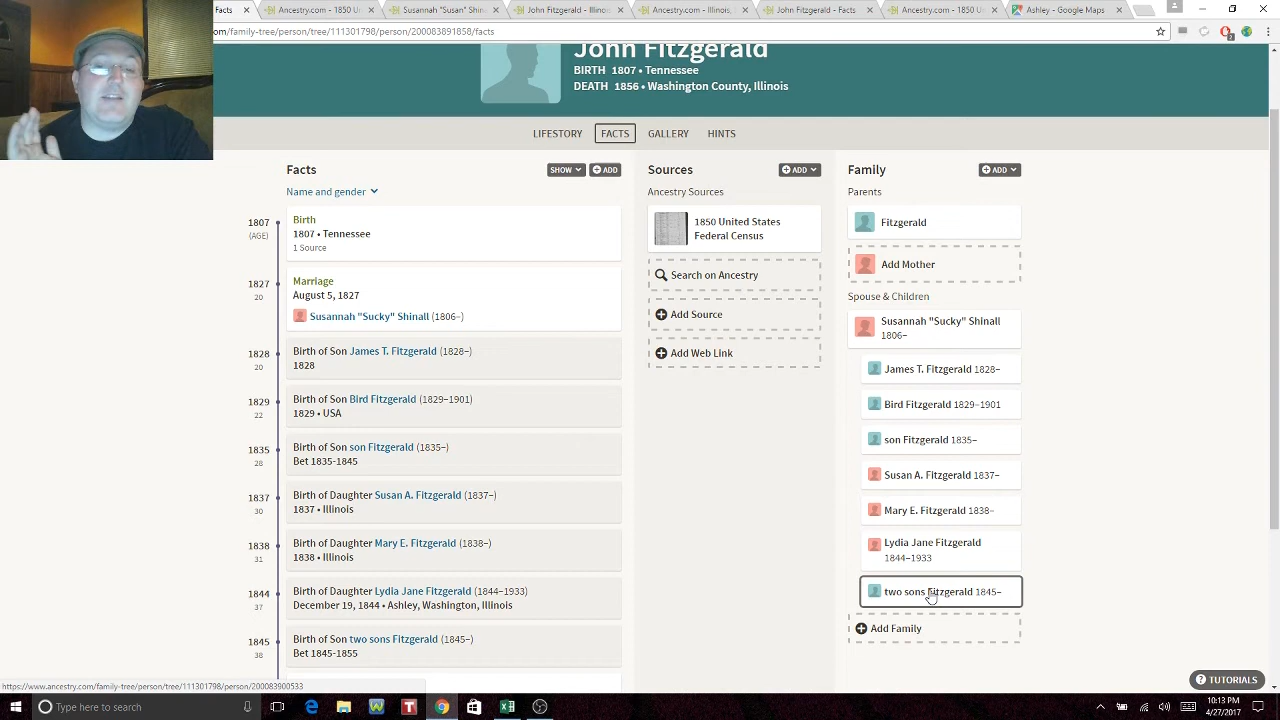 Facts
Ancestry.com - 1850 U
Susannah "Susan" Shina
John Fitzgerald - Illinoi
Ancestry.com - Illinois,
John Fitzgerald - Facts
Ancestry.com - 1850 U
Ashley - Google Maps
com/family-tree/person/111301798/person/200083891858/facts
John Fitzgerald
BIRTH 1807 • Tennessee
DEATH 1856 • Washington County, Illinois
LIFESTORY
FACTS
GALLERY
HINTS
Facts
SHOW
ADD
Name and gender
1807
(AGE)
Birth
1807 • Tennessee
1 Source
1827
20
Marriage
August 5, 1827
Susannah "Sucky" Shinall (1806–)
1828
20
Birth of Son James T. Fitzgerald (1828–)
1828
1829
22
Birth of Son Bird Fitzgerald (1829–1901)
1829 • USA
1835
28
Birth of Son son Fitzgerald (1835–)
Bet 1835-1845
1837
30
Birth of Daughter Susan A. Fitzgerald (1837–)
1837 • Illinois
1838
31
Birth of Daughter Mary E. Fitzgerald (1838–)
1838 • Illinois
1844
37
Birth of Daughter Lydia Jane Fitzgerald (1844–1933)
December 19, 1844 • Ashley, Washington, Illinois
1845
38
Birth of Son two sons Fitzgerald (1845–)
1845-1855
Sources
ADD
Ancestry Sources
1850 United States
Federal Census
Search on Ancestry
Add Source
Add Web Link
Family
ADD
Parents
Fitzgerald
Add Mother
Spouse & Children
Susannah "Sucky" Shinall
1806–
James T. Fitzgerald 1828–
Bird Fitzgerald 1829–1901
son Fitzgerald 1835–
Susan A. Fitzgerald 1837–
Mary E. Fitzgerald 1838–
Lydia Jane Fitzgerald
1844–1933
two sons Fitzgerald 1845–
Add Family
TUTORIALS
https://www.ancestry.com/family-tree/person/111301798/person/200083900533
Type here to search
10:13 PM
4/27/2017